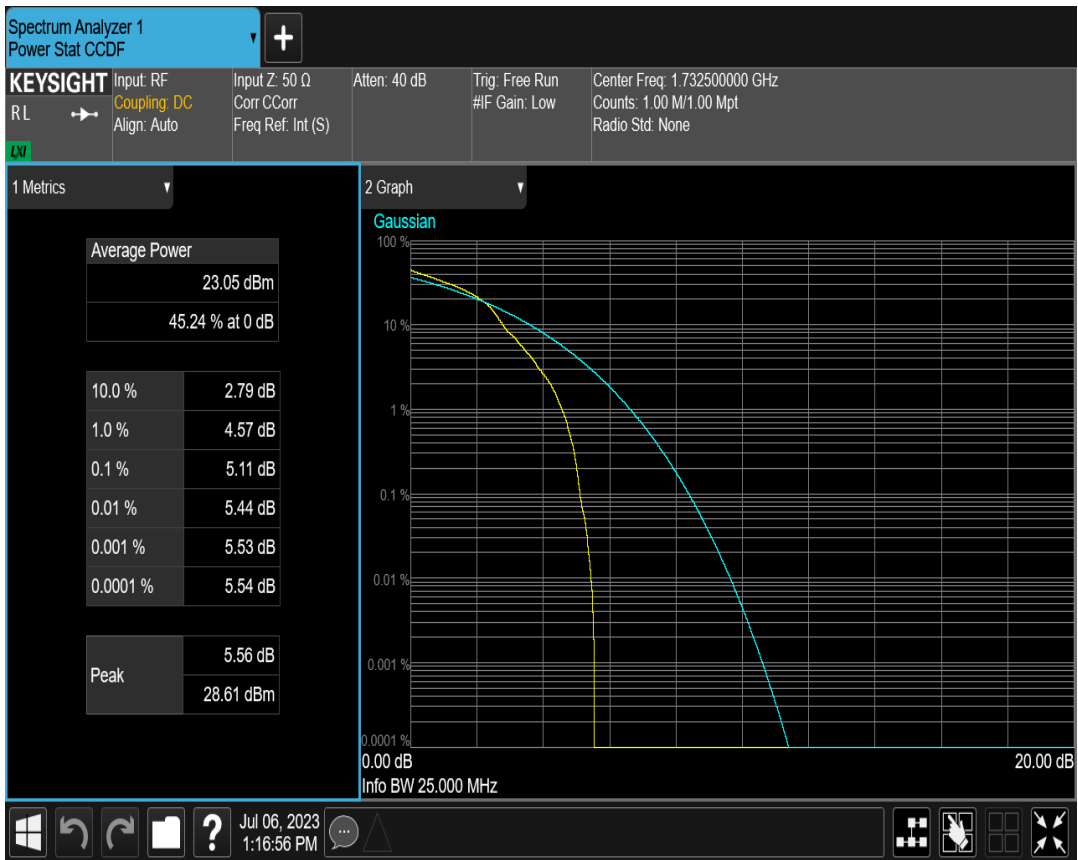 Spectrum Analyzer 1
Power Stat CCDF
KEYSIGHT
RL
LXI
Input: RF
Coupling: DC
Align: Auto
Input Z: 50 Ω
Corr CCorr
Freq Ref: Int (S)
Atten: 40 dB
Trig: Free Run
#IF Gain: Low
Center Freq: 1.732500000 GHz
Counts: 1.00 M/1.00 Mpt
Radio Std: None
1 Metrics
Average Power
23.05 dBm
45.24 % at 0 dB
10.0 % 2.79 dB
1.0 % 4.57 dB
0.1 % 5.11 dB
0.01 % 5.44 dB
0.001 % 5.53 dB
0.0001 % 5.54 dB
Peak
5.56 dB
28.61 dBm
2 Graph
Gaussian
100 %
10 %
1 %
0.1 %
0.01 %
0.001 %
0.0001 %
0.00 dB 20.00 dB
Info BW 25.000 MHz
?
Jul 06, 2023
1:16:56 PM